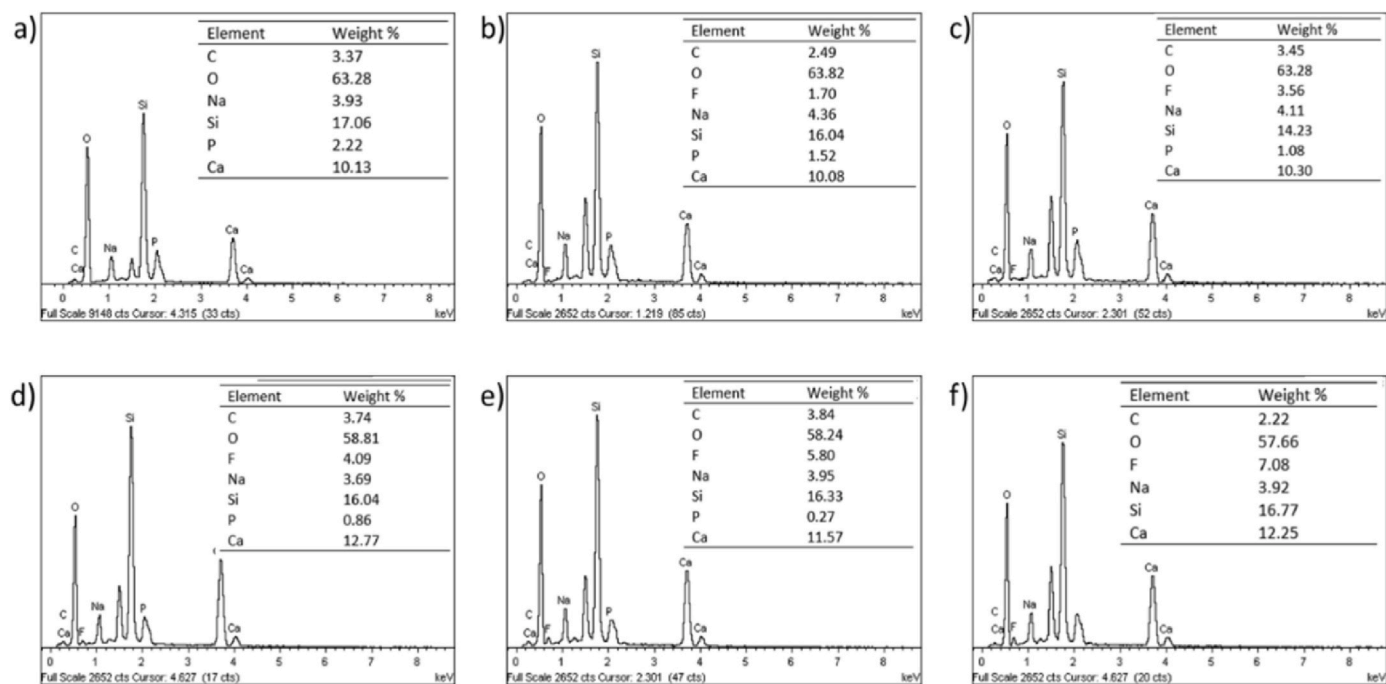 a)
Element Weight %
C 3.37
O 63.28
Na 3.93
Si 17.06
P 2.22
Ca 10.13
Si
O
C
Ca
Na
P
Ca
Ca
0 1 2 3 4 5 6 7 8
Full Scale 9148 cts Cursor: 4.315 (33 cts) keV
b)
Element Weight %
C 2.49
O 63.82
F 1.70
Na 4.36
Si 16.04
P 1.52
Ca 10.08
Si
O
C
Ca
F
Na
P
Ca
Ca
0 1 2 3 4 5 6 7 8
Full Scale 2652 cts Cursor: 1.219 (85 cts) keV
c)
Element Weight %
C 3.45
O 63.28
F 3.56
Na 4.11
Si 14.23
P 1.08
Ca 10.30
Si
O
C
Ca
F
Na
P
Ca
Ca
0 1 2 3 4 5 6 7 8
Full Scale 2652 cts Cursor: 2.301 (52 cts) keV
d)
Element Weight %
C 3.74
O 58.81
F 4.09
Na 3.69
Si 16.04
P 0.86
Ca 12.77
Si
O
C
Ca
F
Na
P
Ca
0 1 2 3 4 5 6 7 8
Full Scale 2652 cts Cursor: 4.627 (17 cts) keV
e)
Element Weight %
C 3.84
O 58.24
F 5.80
Na 3.95
Si 16.33
P 0.27
Ca 11.57
Si
O
C
Ca
F
Na
P
Ca
Ca
0 1 2 3 4 5 6 7 8
Full Scale 2652 cts Cursor: 2.301 (47 cts) keV
f)
Element Weight %
C 2.22
O 57.66
F 7.08
Na 3.92
Si 16.77
Ca 12.25
Si
O
C
Ca
F
Na
Ca
Ca
0 1 2 3 4 5 6 7 8
Full Scale 2652 cts Cursor: 4.627 (20 cts) keV